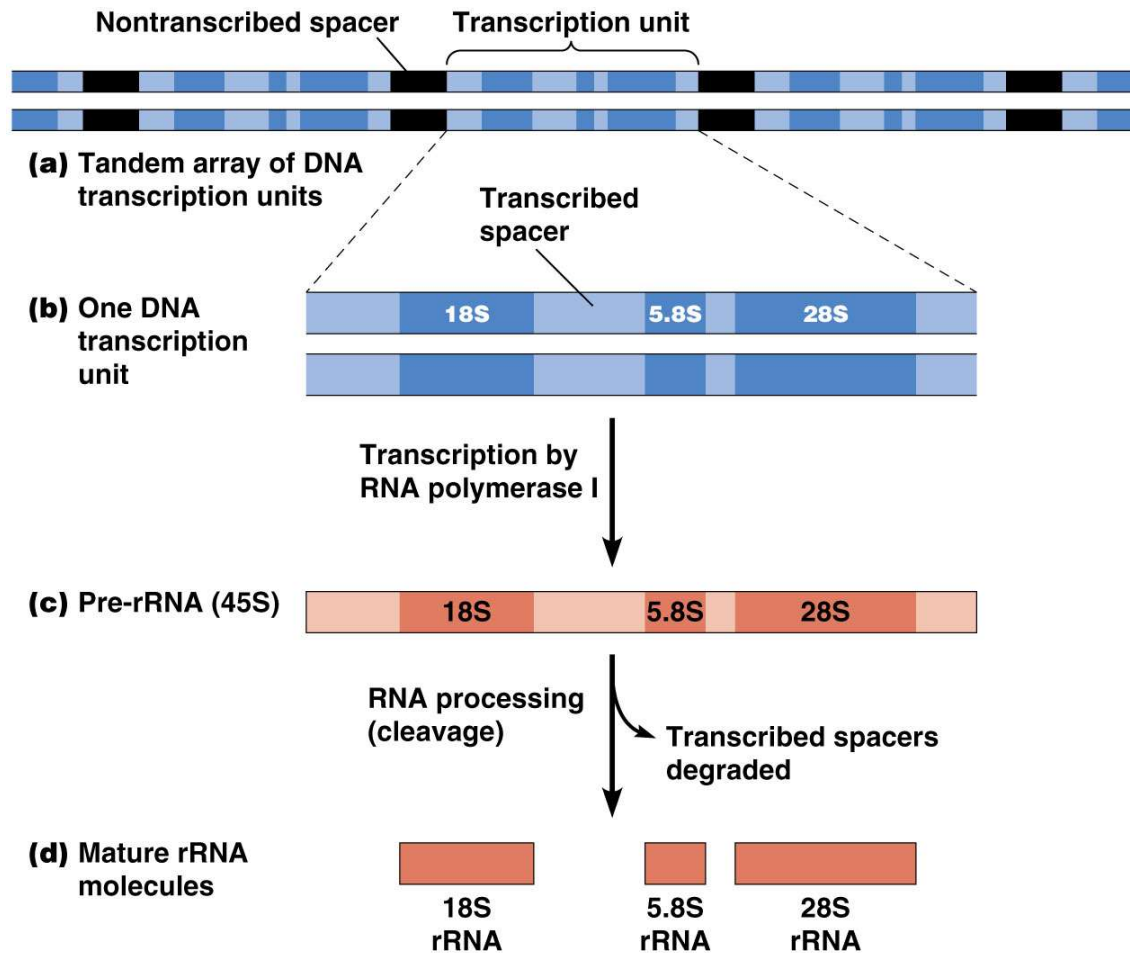 Nontranscribed spacer
Transcription unit
(a) Tandem array of DNA
transcription units
Transcribed
spacer
(b) One DNA
transcription
unit
18S
5.8S
28S
Transcription by
RNA polymerase I
(c) Pre-rRNA (45S)
18S
5.8S
28S
RNA processing
(cleavage)
Transcribed spacers
degraded
(d) Mature rRNA
molecules
18S
rRNA
5.8S
rRNA
28S
rRNA